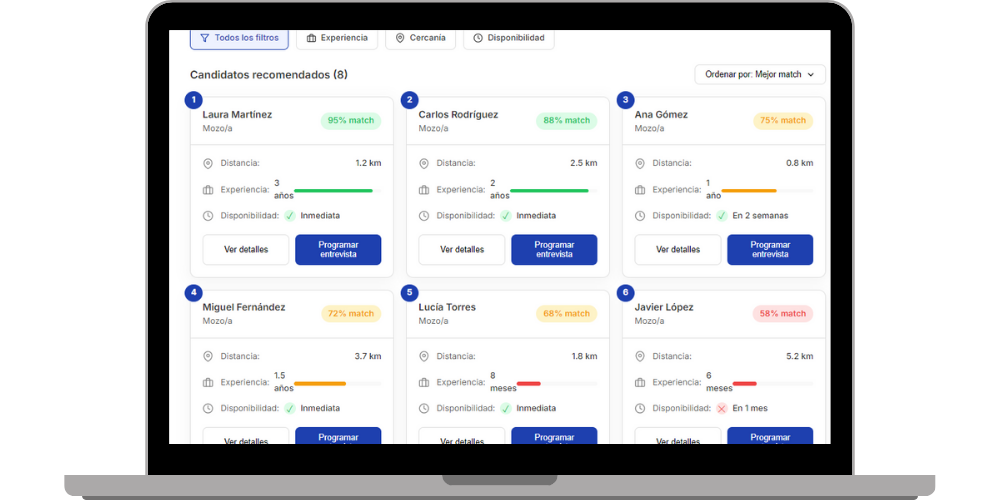 Todos los filtros Experiencia Cercanía Disponibilidad
Candidatos recomendados (8) Ordenar por: Mejor match
1 2 3
Laura Martínez 95% match Carlos Rodríguez 88% match Ana Gómez 75% match
Mozo/a Mozo/a Mozo/a
Distancia: 1.2 km Distancia: 2.5 km Distancia: 0.8 km
Experiencia: 3 años Experiencia: 2 años Experiencia: 1 año
Disponibilidad: Inmediata Disponibilidad: Inmediata Disponibilidad: En 2 semanas
Ver detalles Programar entrevista Ver detalles Programar entrevista Ver detalles Programar entrevista
4 5 6
Miguel Fernández 72% match Lucía Torres 68% match Javier López 58% match
Mozo/a Mozo/a Mozo/a
Distancia: 3.7 km Distancia: 1.8 km Distancia: 5.2 km
Experiencia: 1.5 años Experiencia: 8 meses Experiencia: 6 meses
Disponibilidad: Inmediata Disponibilidad: Inmediata Disponibilidad: En 1 mes
Ver detalles Programar Ver detalles Programar Ver detalles Programar